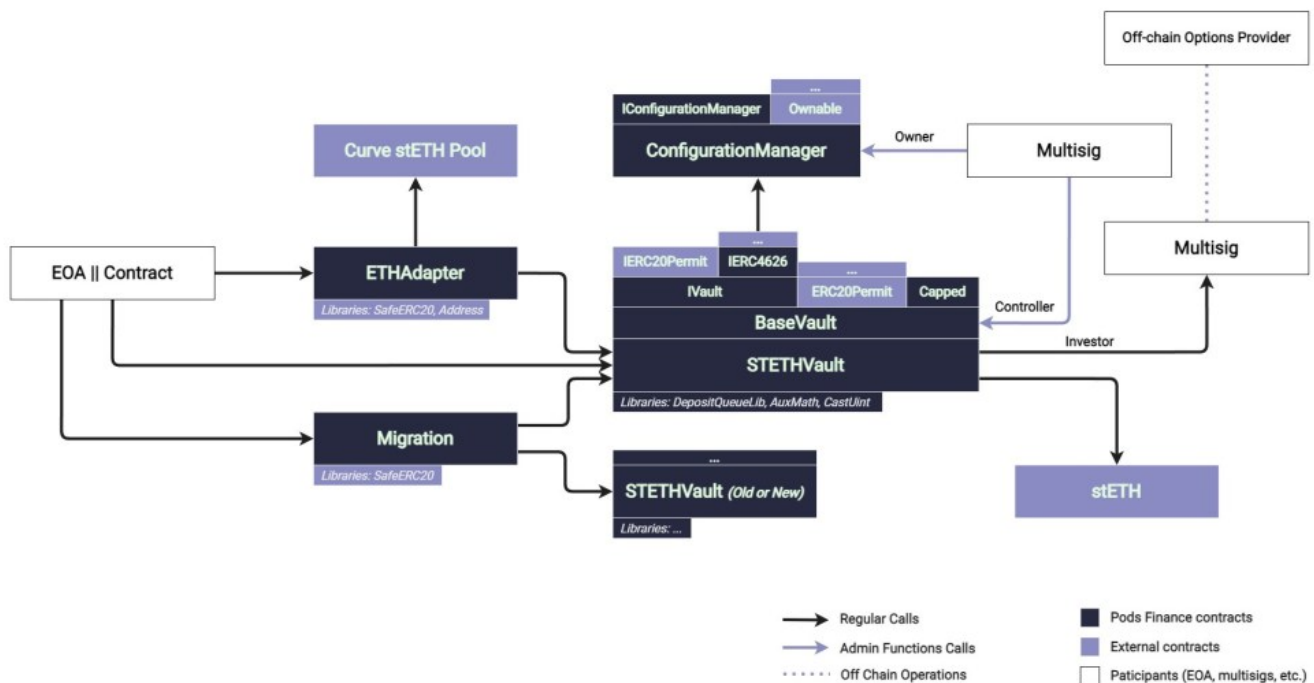 Off-chain Options Provider
...
IConfigurationManager
Ownable
Curve stETH Pool
ConfigurationManager
Owner
Multisig
...
IERC20Permit
IERC4626
Multisig
EOA || Contract
ETHAdapter
...
IVault
ERC20Permit
Capped
Libraries: SafeERC20, Address
BaseVault
Controller
STETHVault
Investor
Libraries: DepositQueueLib, AuxMath, CastUint
Migration
Libraries: SafeERC20
...
STETHVault (Old or New)
stETH
Libraries: ...
Regular Calls
Pods Finance contracts
Admin Functions Calls
External contracts
Off Chain Operations
Paticipants (EOA, multisigs, etc.)